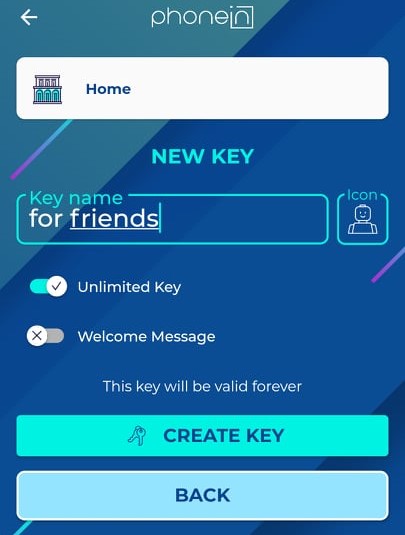 phonein
Home
NEW KEY
Key name
Icon
for friends
Unlimited Key
Welcome Message
This key will be valid forever
CREATE KEY
BACK